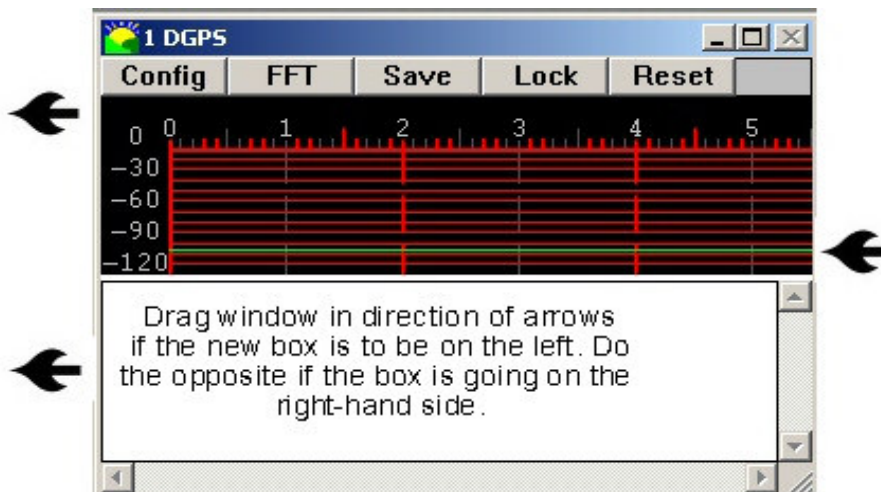 1 DGPS
Config FFT Save Lock Reset
0 0 1 2 3 4 5
-30
-60
-90
-120
Drag window in direction of arrows
if the new box is to be on the left. Do
the opposite if the box is going on the
right-hand side.